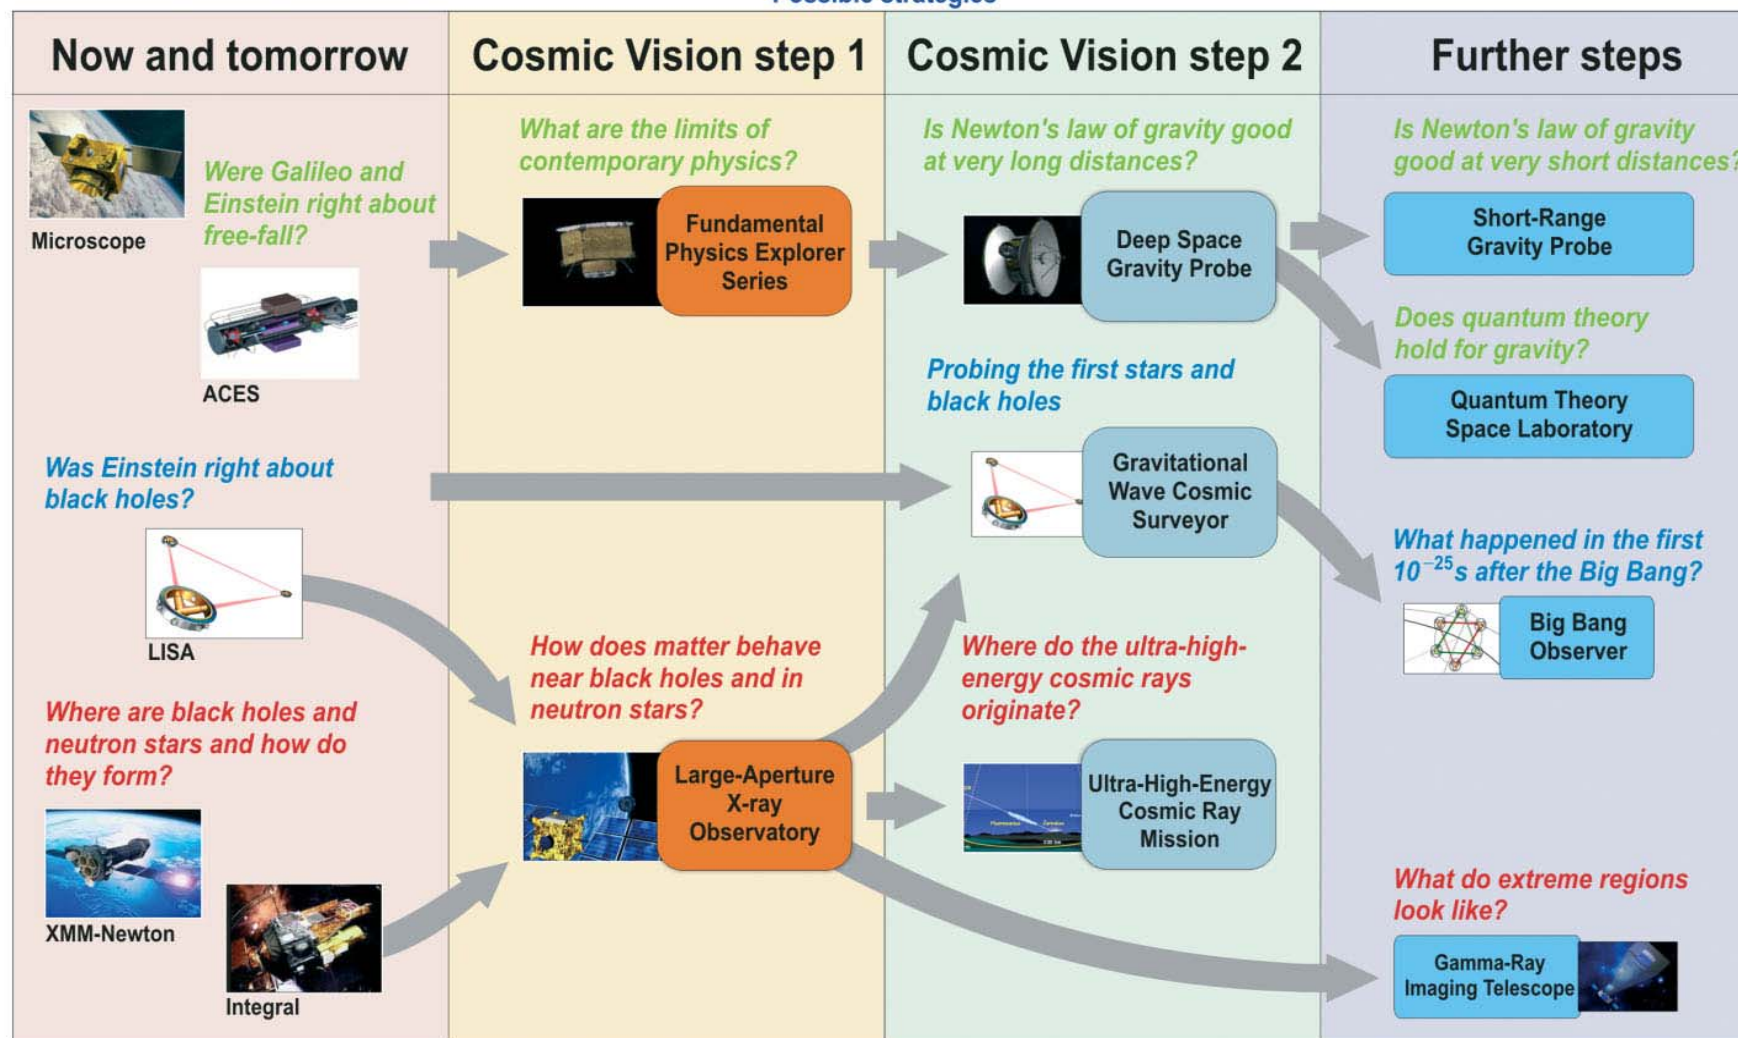 Possible strategies
Now and tomorrow
Cosmic Vision step 1
Cosmic Vision step 2
Further steps
Microscope
Were Galileo and
Einstein right about
free-fall?
ACES
Was Einstein right about
black holes?
LISA
Where are black holes and
neutron stars and how do
they form?
XMM-Newton
Integral
What are the limits of
contemporary physics?
Fundamental
Physics Explorer
Series
How does matter behave
near black holes and in
neutron stars?
Large-Aperture
X-ray
Observatory
Is Newton's law of gravity good
at very long distances?
Deep Space
Gravity Probe
Probing the first stars and
black holes
Gravitational
Wave Cosmic
Surveyor
Where do the ultra-high-
energy cosmic rays
originate?
Ultra-High-Energy
Cosmic Ray
Mission
Is Newton's law of gravity
good at very short distances?
Short-Range
Gravity Probe
Does quantum theory
hold for gravity?
Quantum Theory
Space Laboratory
What happened in the first
10⁻²⁵s after the Big Bang?
Big Bang
Observer
What do extreme regions
look like?
Gamma-Ray
Imaging Telescope